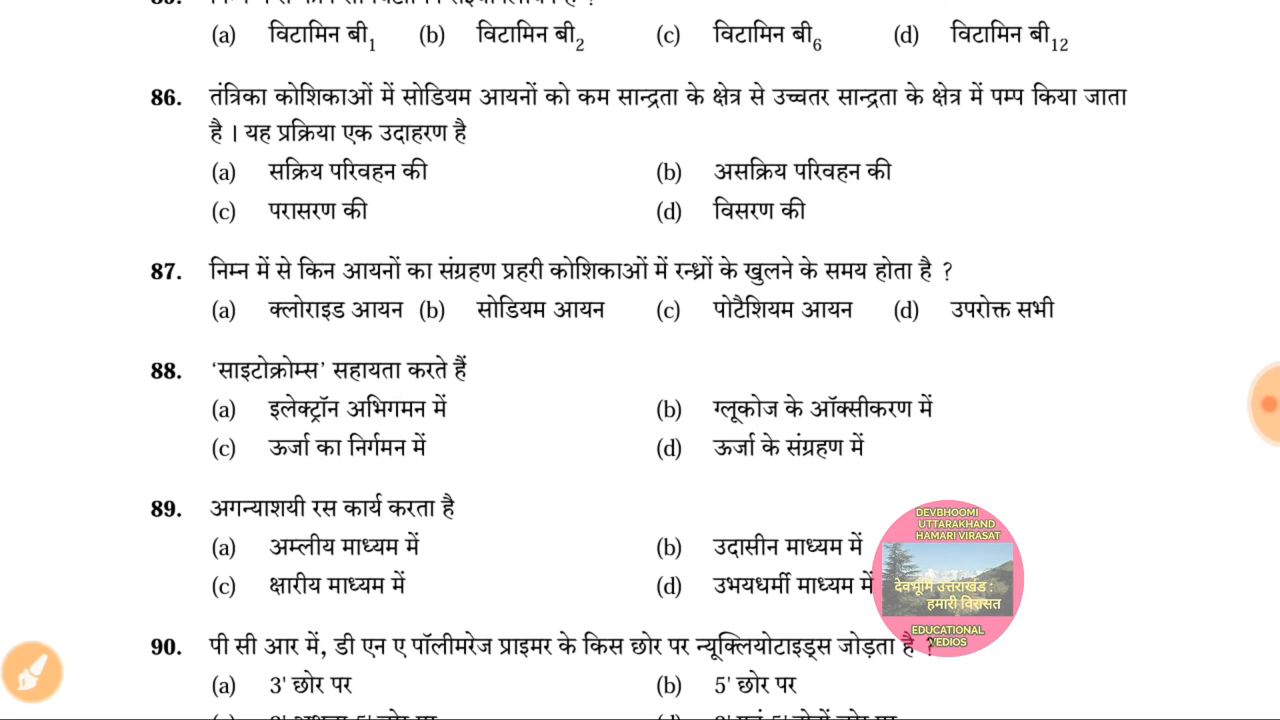 (a) विटामिन बी1 (b) विटामिन बी2 (c) विटामिन बी6 (d) विटामिन बी12
86. तंत्रिका कोशिकाओं में सोडियम आयनों को कम सान्द्रता के क्षेत्र से उच्चतर सान्द्रता के क्षेत्र में पम्प किया जाता
है । यह प्रक्रिया एक उदाहरण है
(a) सक्रिय परिवहन की (b) असक्रिय परिवहन की
(c) परासरण की (d) विसरण की
87. निम्न में से किन आयनों का संग्रहण प्रहरी कोशिकाओं में रन्ध्रों के खुलने के समय होता है ?
(a) क्लोराइड आयन (b) सोडियम आयन (c) पोटैशियम आयन (d) उपरोक्त सभी
88. ‘साइटोक्रोम्स’ सहायता करते हैं
(a) इलेक्ट्रॉन अभिगमन में (b) ग्लूकोज के ऑक्सीकरण में
(c) ऊर्जा का निर्गमन में (d) ऊर्जा के संग्रहण में
89. अगन्याशयी रस कार्य करता है
(a) अम्लीय माध्यम में (b) उदासीन माध्यम में
(c) क्षारीय माध्यम में (d) उभयधर्मी माध्यम में
DEVBHOOMI
UTTARAKHAND
HAMARI VIRASAT
देवभूमि उत्तराखंड :
हमारी विरासत
EDUCATIONAL
VEDIOS
90. पी सी आर में, डी एन ए पॉलीमरेज प्राइमर के किस छोर पर न्यूक्लियोटाइड्स जोड़ता है ?
(a) 3' छोर पर (b) 5' छोर पर